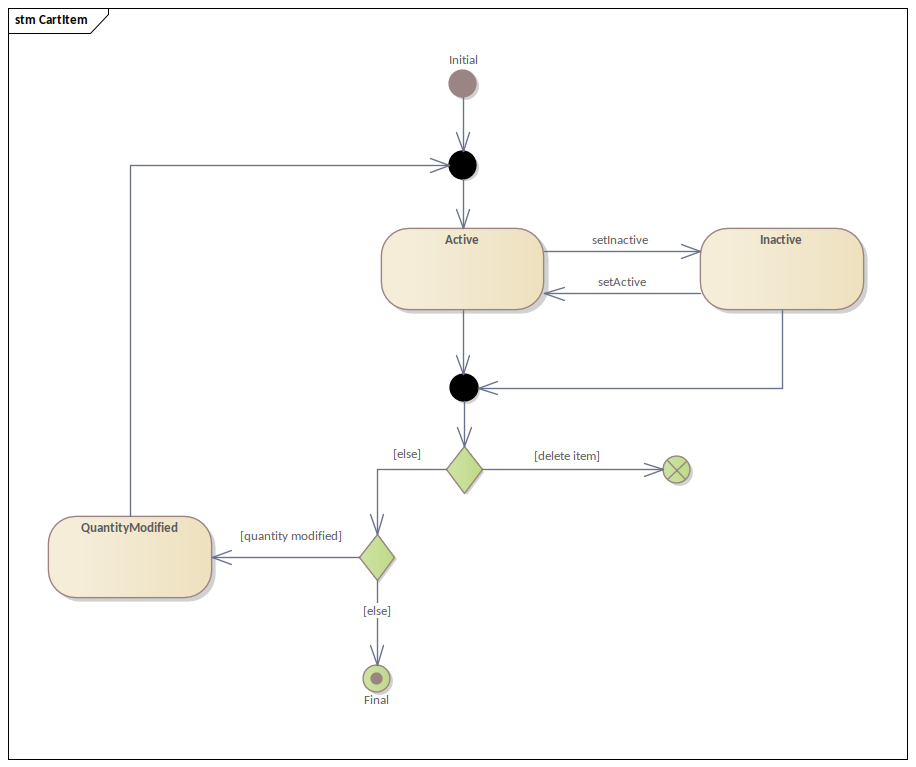 stm CartItem
Initial
Active
Inactive
setInactive
setActive
[else]
[delete item]
QuantityModified
[quantity modified]
[else]
Final